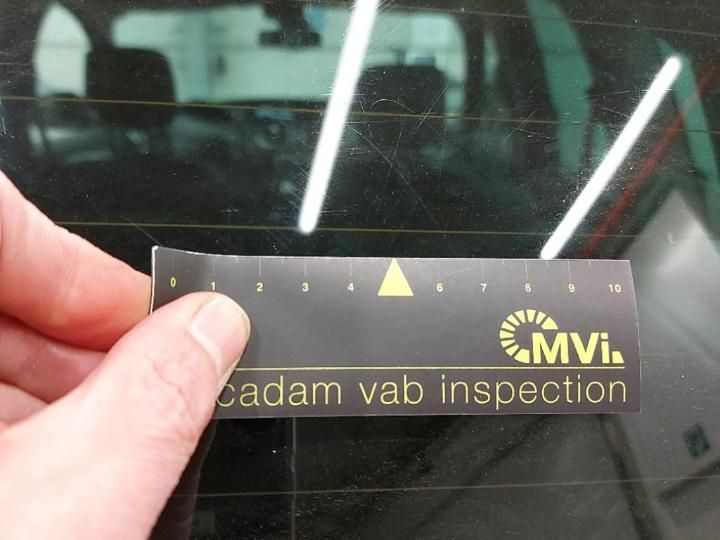 0 1 2 3 4 6 7 8 9 10
MVi
cadam vab inspection